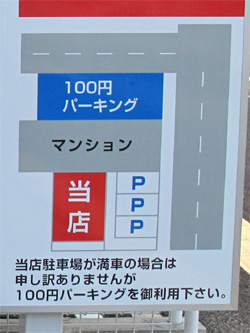 100円
パーキング
マンション
当
店
P
P
P
当店駐車場が満車の場合は
申し訳ありませんが
100円パーキングを御利用下さい。